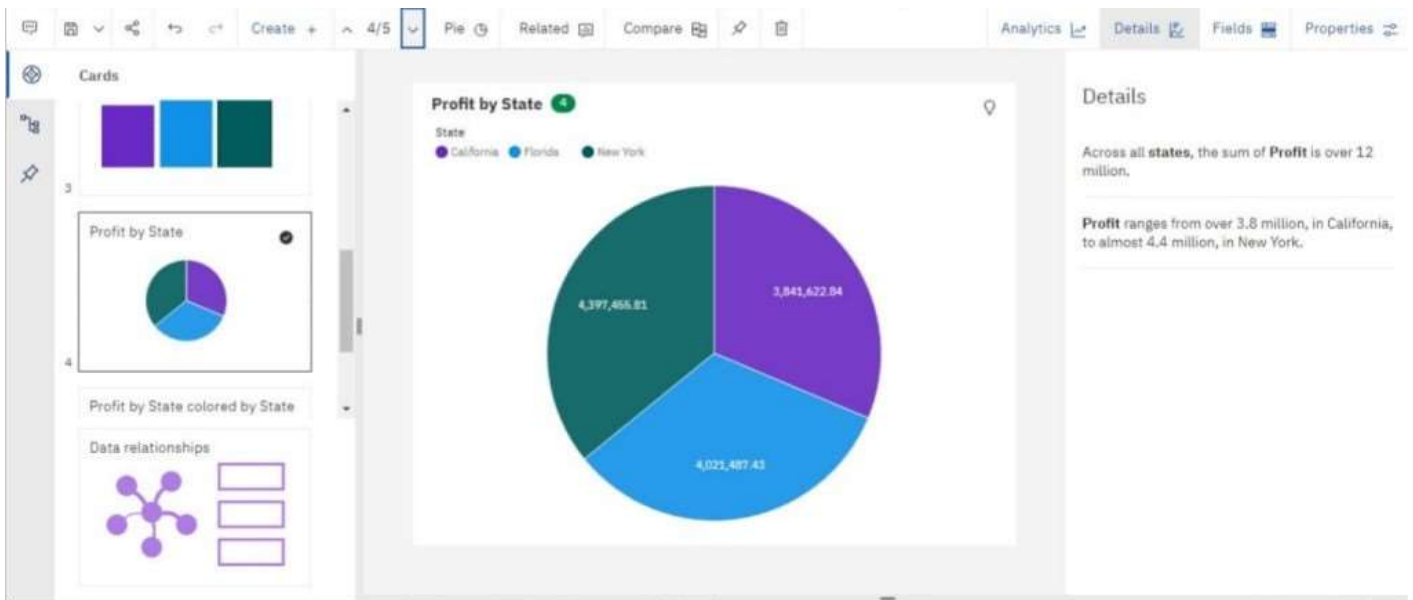 Create + 4/5 Pie Related Compare Analytics Details Fields Properties
Cards
3
Profit by State
4
Profit by State colored by State
Data relationships
Profit by State 4
State
California Florida New York
4,397,455.81
3,841,622.84
4,021,487.43
Details
Across all states, the sum of Profit is over 12
million.
Profit ranges from over 3.8 million, in California,
to almost 4.4 million, in New York.